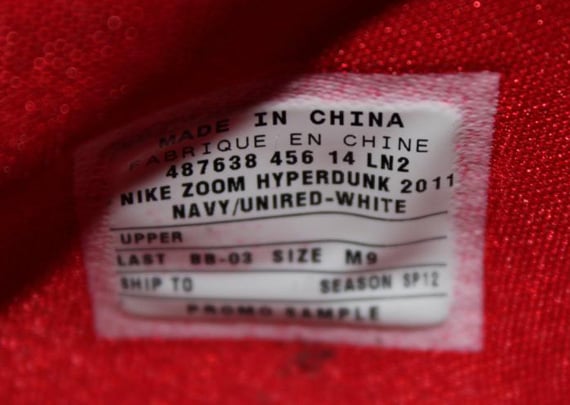 MADE IN CHINA
FABRIQUE EN CHINE
487638 456 14 LN2
NIKE ZOOM HYPERDUNK 2011
NAVY/UNIRED-WHITE
UPPER
LAST BB-03 SIZE M9
SHIP TO SEASON SP12
PROMO SAMPLE